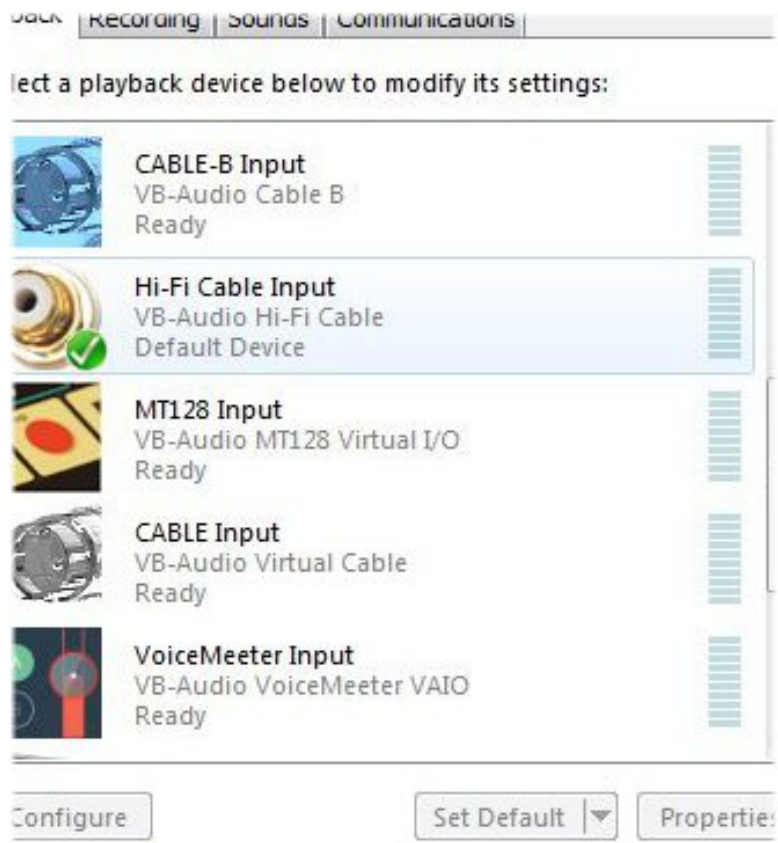 Recording Sounds Communications
lect a playback device below to modify its settings:
CABLE-B Input
VB-Audio Cable B
Ready
Hi-Fi Cable Input
VB-Audio Hi-Fi Cable
Default Device
MT128 Input
VB-Audio MT128 Virtual I/O
Ready
CABLE Input
VB-Audio Virtual Cable
Ready
VoiceMeeter Input
VB-Audio VoiceMeeter VAIO
Ready
Configure Set Default Propertie